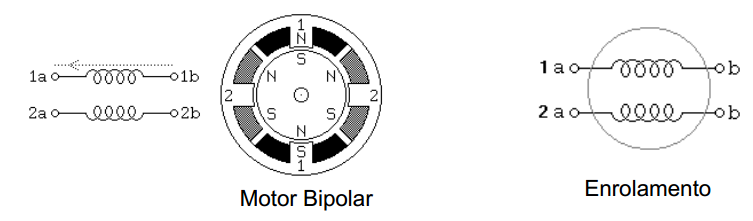 1a 1b
2a 2b
1
N
S
N N
2 2
S S
N
S
1
Motor Bipolar
1 a b
2 a b
Enrolamento